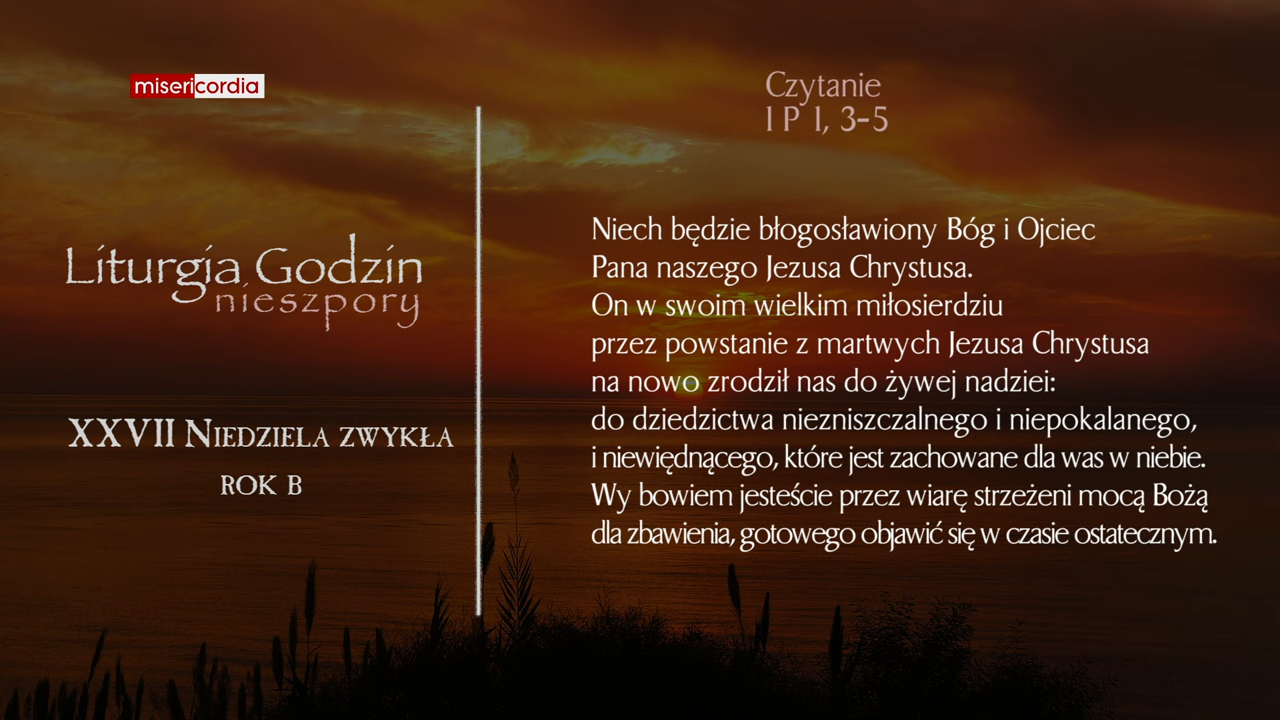 misericordia
Liturgia Godzin
nieszpory
XXVII Niedziela zwykła
rok B
Czytanie
1 P 1, 3-5
Niech będzie błogosławiony Bóg i Ojciec
Pana naszego Jezusa Chrystusa.
On w swoim wielkim miłosierdziu
przez powstanie z martwych Jezusa Chrystusa
na nowo zrodził nas do żywej nadziei:
do dziedzictwa niezniszczalnego i niepokalanego,
i niewiędnącego, które jest zachowane dla was w niebie.
Wy bowiem jesteście przez wiarę strzeżeni mocą Bożą
dla zbawienia, gotowego objawić się w czasie ostatecznym.